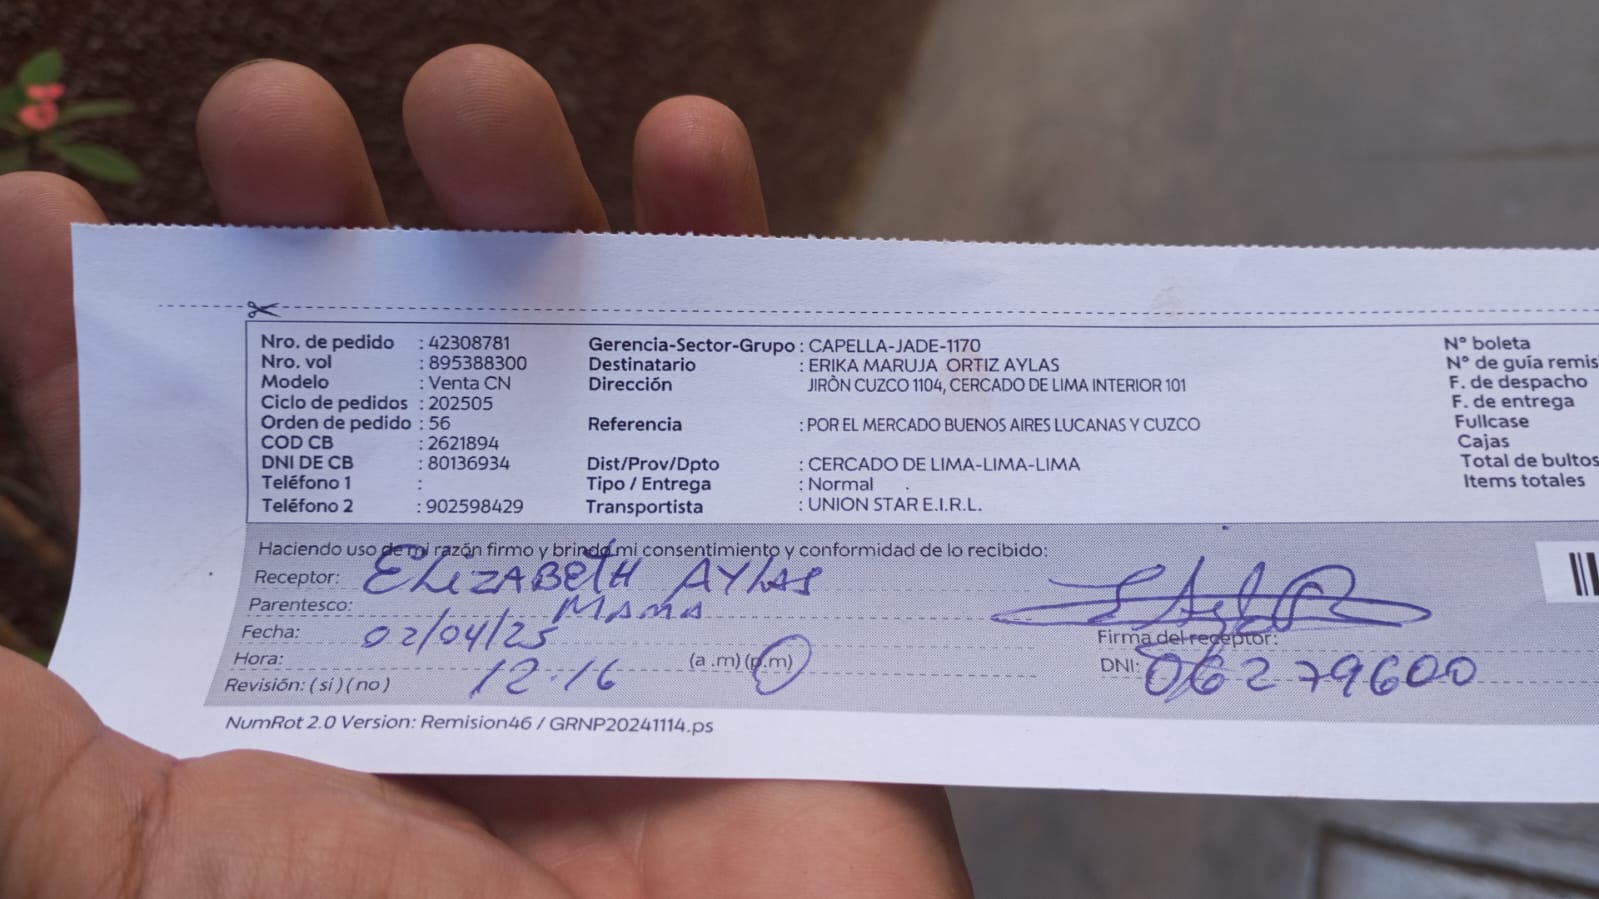 Nro. de pedido : 42308781 Gerencia-Sector-Grupo : CAPELLA-JADE-1170 N° boleta
Nro. vol : 895388300 Destinatario : ERIKA MARUJA ORTIZ AYLAS N° de guía remis
Modelo : Venta CN Dirección JIRÒN CUZCO 1104, CERCADO DE LIMA INTERIOR 101 F. de despacho
Ciclo de pedidos : 202505 F. de entrega
Orden de pedido : 56 Referencia : POR EL MERCADO BUENOS AIRES LUCANAS Y CUZCO Fullcase
COD CB : 2621894 Cajas
DNI DE CB : 80136934 Dist/Prov/Dpto : CERCADO DE LIMA-LIMA-LIMA Total de bultos
Teléfono 1 : Tipo / Entrega : Normal Items totales
Teléfono 2 : 902598429 Transportista : UNION STAR E.I.R.L.
Haciendo uso de mi razón firmo y brindo mi consentimiento y conformidad de lo recibido:
Receptor: ELIZABETH AYLAS
Parentesco: MAMA
Fecha: 02/04/25 Firma del receptor:
Hora: 12.16 (a .m) (p.m) DNI: 06279600
Revisión: ( si ) ( no )
NumRot 2.0 Version: Remision46 / GRNP20241114.ps